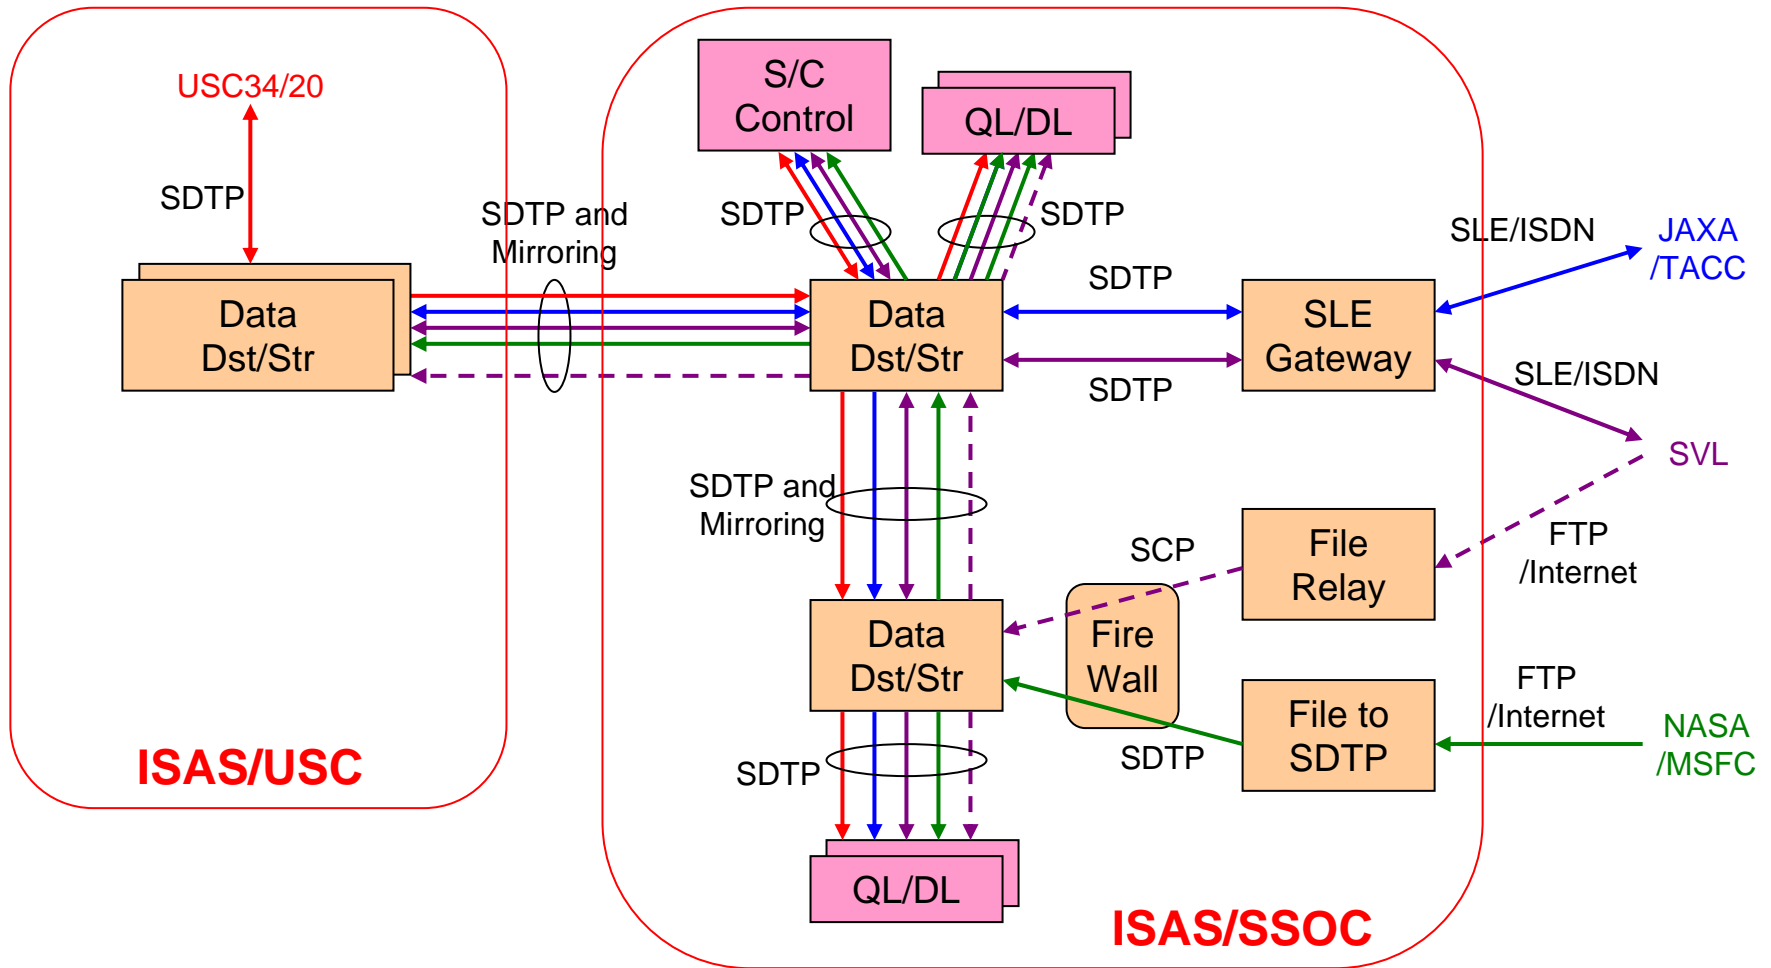 USC34/20
SDTP
Data
Dst/Str
ISAS/USC
SDTP and
Mirroring
S/C
Control
QL/DL
SDTP
SDTP
Data
Dst/Str
SDTP
SDTP
SLE
Gateway
SLE/ISDN
JAXA
/TACC
SLE/ISDN
SVL
SDTP and
Mirroring
SCP
File
Relay
FTP
/Internet
Data
Dst/Str
Fire
Wall
SDTP
File to
SDTP
FTP
/Internet
NASA
/MSFC
SDTP
QL/DL
ISAS/SSOC